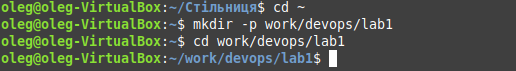 oleg@oleg-VirtualBox:~/Стільниця$ cd ~
oleg@oleg-VirtualBox:~$ mkdir -p work/devops/lab1
oleg@oleg-VirtualBox:~$ cd work/devops/lab1
oleg@oleg-VirtualBox:~/work/devops/lab1$